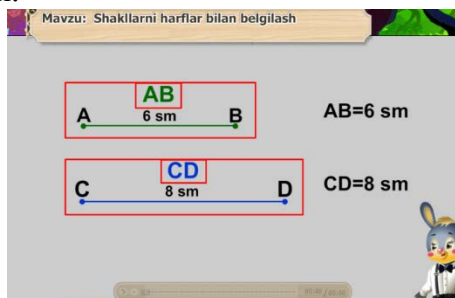 Mavzu: Shakllarni harflar bilan belgilash
AB
A 6 sm B
AB=6 sm
CD
C 8 sm D
CD=8 sm